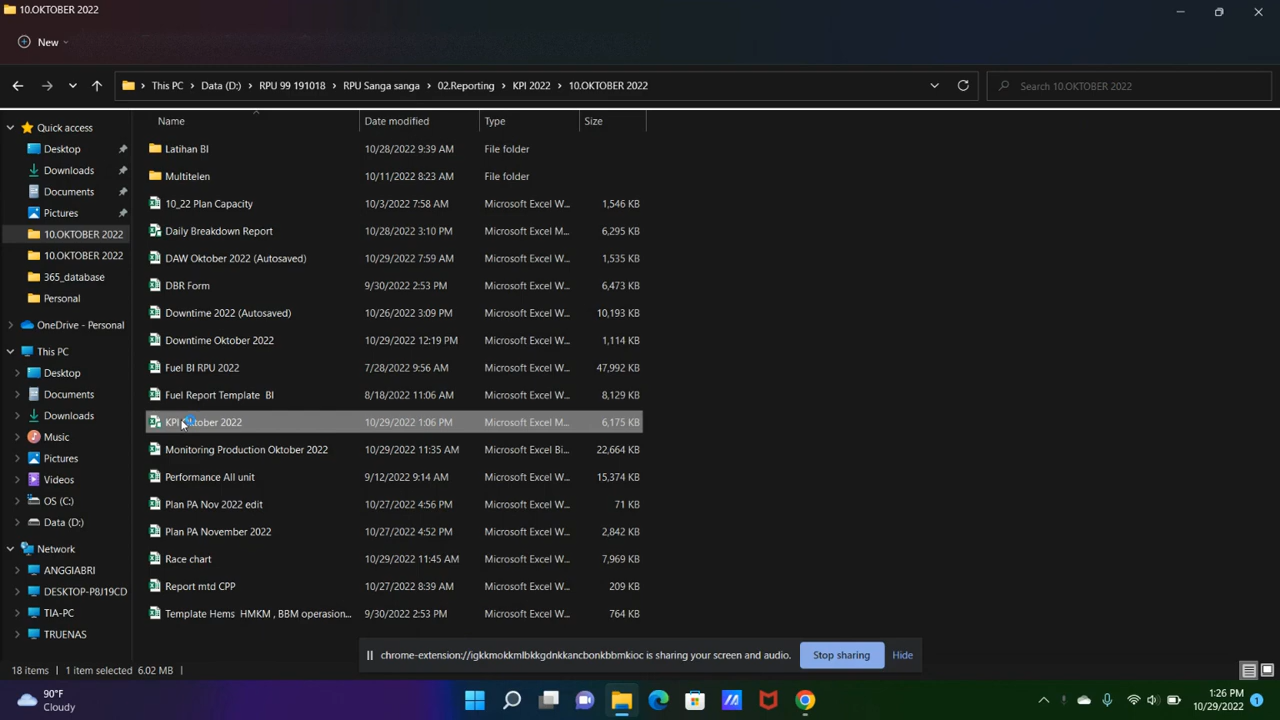 10.OKTOBER 2022
New
This PC > Data (D:) > RPU 99 191018 > RPU Sanga sanga > 02.Reporting > KPI 2022 > 10.OKTOBER 2022
Search 10.OKTOBER 2022
Name Date modified Type Size
Quick access
Desktop
Downloads
Documents
Pictures
10.OKTOBER 2022
10.OKTOBER 2022
365_database
Personal
OneDrive - Personal
This PC
Desktop
Documents
Downloads
Music
Pictures
Videos
OS (C:)
Data (D:)
Network
ANGGIABRI
DESKTOP-P8J19CD
TIA-PC
TRUENAS
Latihan BI 10/28/2022 9:39 AM File folder
Multitelen 10/11/2022 8:23 AM File folder
10_22 Plan Capacity 10/3/2022 7:58 AM Microsoft Excel W... 1,546 KB
Daily Breakdown Report 10/28/2022 3:10 PM Microsoft Excel M... 6,295 KB
DAW Oktober 2022 (Autosaved) 10/29/2022 7:59 AM Microsoft Excel W... 1,535 KB
DBR Form 9/30/2022 2:53 PM Microsoft Excel W... 6,473 KB
Downtime 2022 (Autosaved) 10/26/2022 3:09 PM Microsoft Excel W... 10,193 KB
Downtime Oktober 2022 10/29/2022 12:19 PM Microsoft Excel W... 1,114 KB
Fuel BI RPU 2022 7/28/2022 9:56 AM Microsoft Excel W... 47,992 KB
Fuel Report Template BI 8/18/2022 11:06 AM Microsoft Excel W... 8,129 KB
KPI Oktober 2022 10/29/2022 1:06 PM Microsoft Excel M... 6,175 KB
Monitoring Production Oktober 2022 10/29/2022 11:35 AM Microsoft Excel Bi... 22,664 KB
Performance All unit 9/12/2022 9:14 AM Microsoft Excel W... 15,374 KB
Plan PA Nov 2022 edit 10/27/2022 4:56 PM Microsoft Excel W... 71 KB
Plan PA November 2022 10/27/2022 4:52 PM Microsoft Excel W... 2,842 KB
Race chart 10/29/2022 11:45 AM Microsoft Excel W... 7,969 KB
Report mtd CPP 10/27/2022 8:39 AM Microsoft Excel W... 209 KB
Template Hems HMKM , BBM operasion... 9/30/2022 2:53 PM Microsoft Excel W... 764 KB
chrome-extension://igkkmokkmlbkkgdnkkancbonkbbmkioc is sharing your screen and audio. Stop sharing Hide
18 items 1 item selected 6.02 MB
90°F
Cloudy
1:26 PM
10/29/2022
1